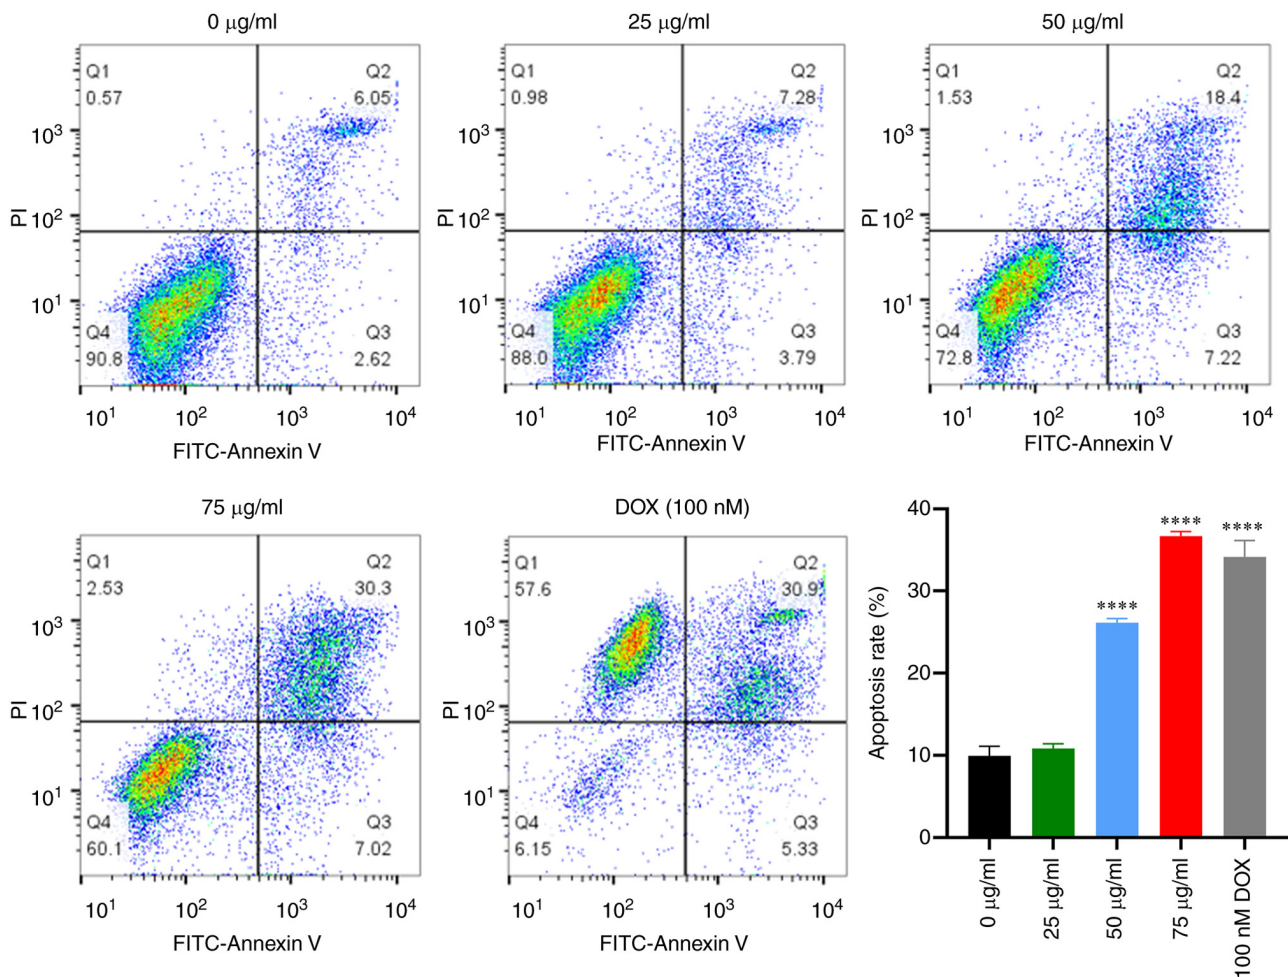 0 μg/ml
25 μg/ml
50 μg/ml
Q1
0.57
Q2
6.05
Q4
90.8
Q3
2.62
PI
10³
10²
10¹
10¹ 10² 10³ 10⁴
FITC-Annexin V
Q1
0.98
Q2
7.28
Q4
88.0
Q3
3.79
PI
10³
10²
10¹
10¹ 10² 10³ 10⁴
FITC-Annexin V
Q1
1.53
Q2
18.4
Q4
72.8
Q3
7.22
PI
10³
10²
10¹
10¹ 10² 10³ 10⁴
FITC-Annexin V
75 μg/ml
DOX (100 nM)
Q1
2.53
Q2
30.3
Q4
60.1
Q3
7.02
PI
10³
10²
10¹
10¹ 10² 10³ 10⁴
FITC-Annexin V
Q1
57.6
Q2
30.9
Q4
6.15
Q3
5.33
PI
10³
10²
10¹
10¹ 10² 10³ 10⁴
FITC-Annexin V
Apoptosis rate (%)
40
30
20
10
0
****
****
****
0 μg/ml
25 μg/ml
50 μg/ml
75 μg/ml
100 nM DOX